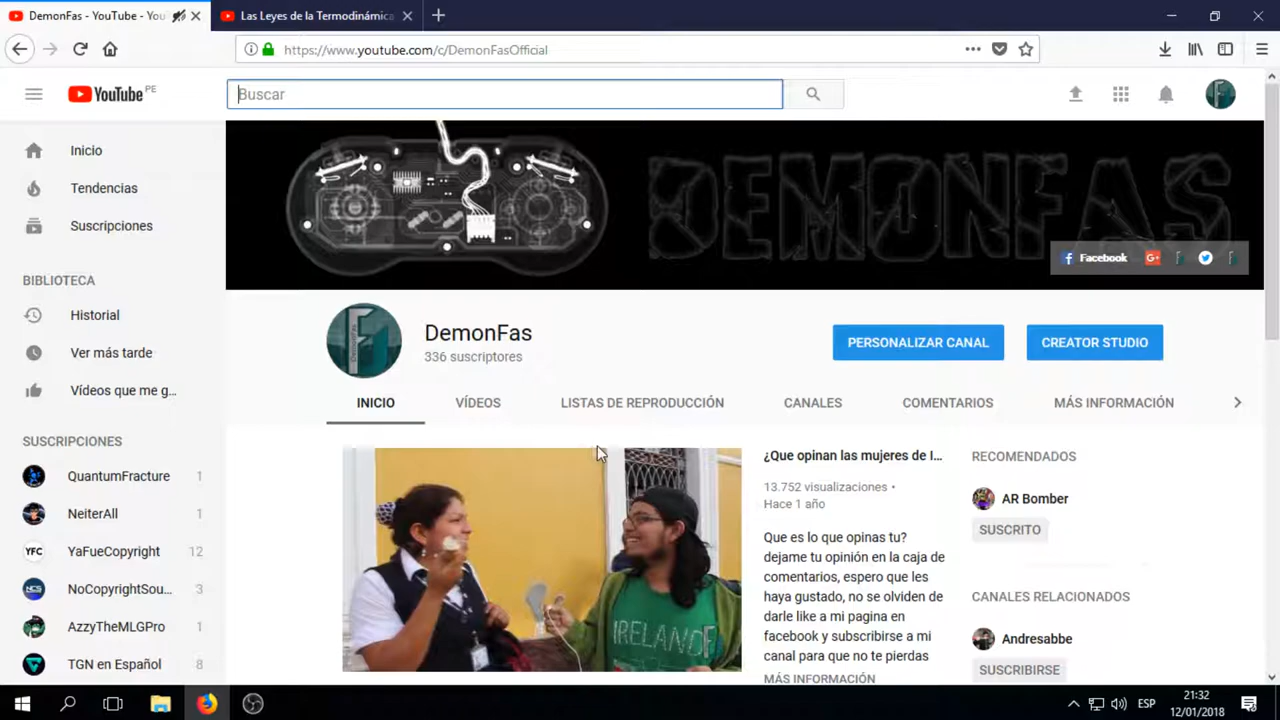 DemonFas - YouTube - You
Las Leyes de la Termodinámica
https://www.youtube.com/c/DemonFasOfficial
YouTube PE
Buscar
Inicio
Tendencias
Suscripciones
BIBLIOTECA
Historial
Ver más tarde
Vídeos que me g...
SUSCRIPCIONES
QuantumFracture 1
NeiterAll 1
YFC YaFueCopyright 12
NCS NoCopyrightSou... 3
AzzyTheMLGPro 1
TGN en Español 8
DEMONFAS
Facebook
DemonFas
336 suscriptores
PERSONALIZAR CANAL
CREATOR STUDIO
INICIO
VÍDEOS
LISTAS DE REPRODUCCIÓN
CANALES
COMENTARIOS
MÁS INFORMACIÓN
IRELAND
¿Que opinan las mujeres de l...
13.752 visualizaciones •
Hace 1 año
Que es lo que opinas tu?
dejame tu opinión en la caja de
comentarios, espero que les
haya gustado, no se olviden de
darle like a mi pagina en
facebook y subscribirse a mi
canal para que no te pierdas
MÁS INFORMACIÓN
RECOMENDADOS
AR Bomber
SUSCRITO
CANALES RELACIONADOS
Andresabbe
SUSCRIBIRSE
ESP
21:32
12/01/2018